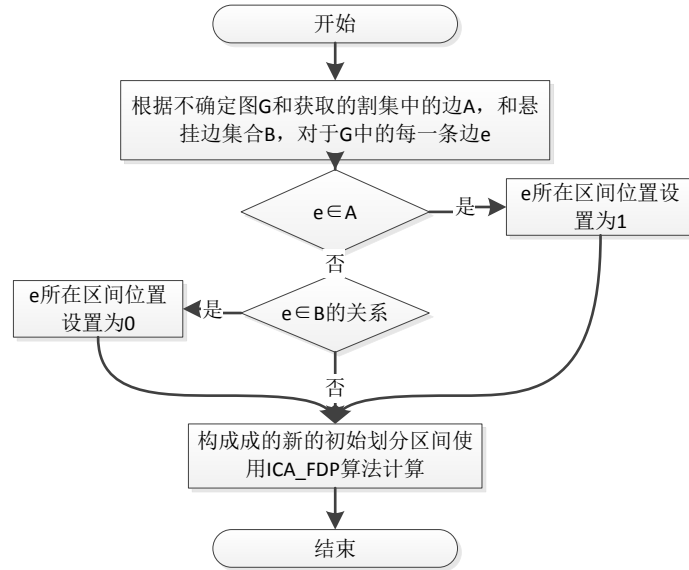 开始
根据不确定图G和获取的割集中的边A，和悬
挂边集合B，对于G中的每一条边e
e∈A
是
e所在区间位置设
置为1
否
e所在区间位置
设置为0
是
e∈B的关系
否
构成成的新的初始划分区间使
用ICA_FDP算法计算
结束